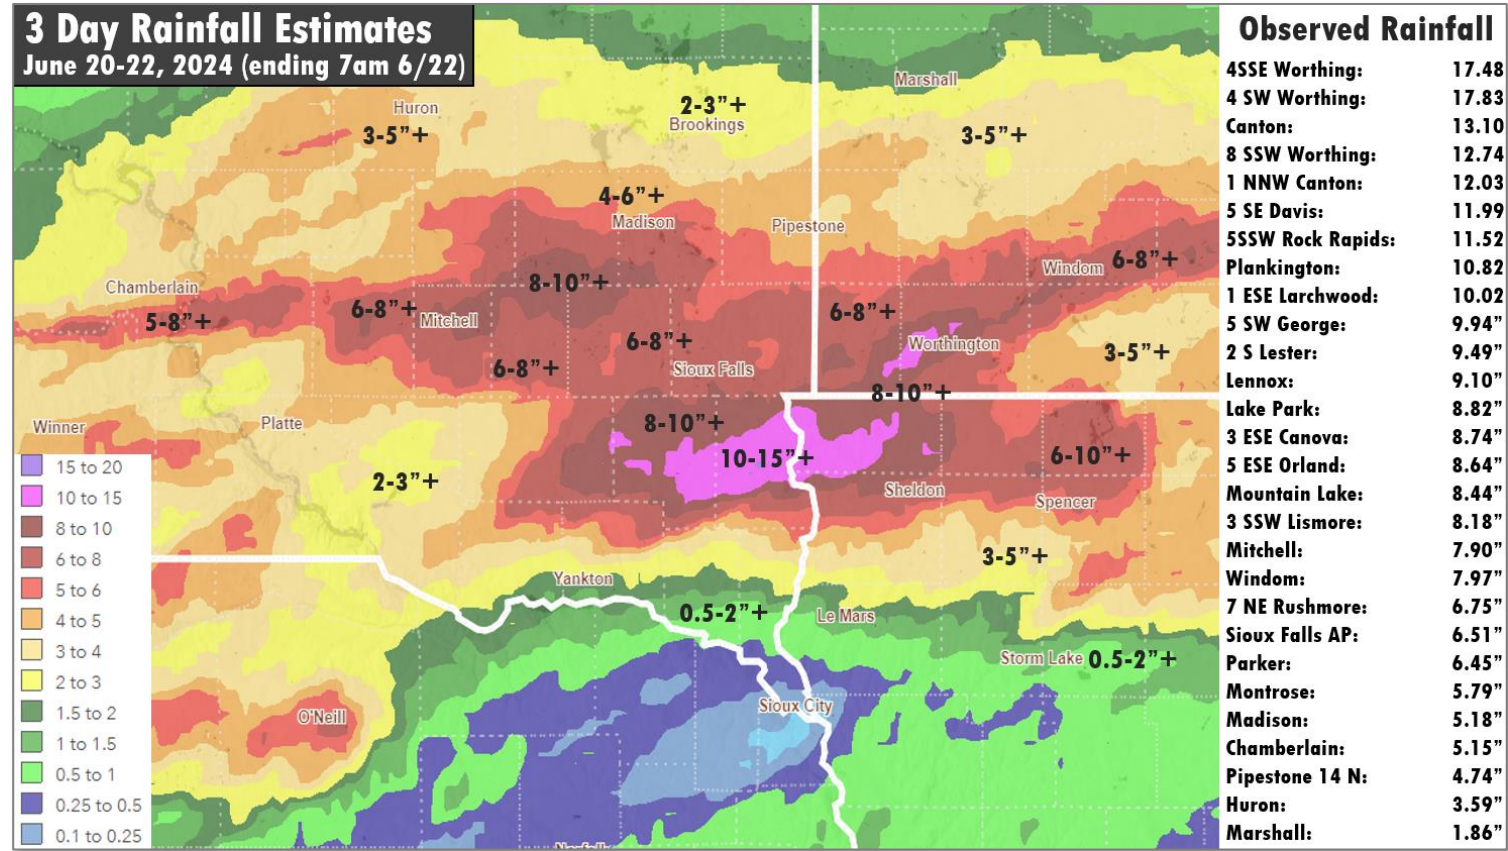 3 Day Rainfall Estimates
June 20-22, 2024 (ending 7am 6/22)
Marshall
Huron
2-3”+
Brookings
3-5”+
3-5”+
4-6”+
Madison
Pipestone
Chamberlain
8-10”+
Windom
6-8”+
5-8”+
6-8”+
Mitchell
6-8”+
6-8”+
Worthington
3-5”+
6-8”+
Sioux Falls
8-10”+
Winner
Platte
8-10”+
10-15”+
6-10”+
2-3”+
Sheldon
Spencer
3-5”+
Yankton
0.5-2”+
Le Mars
Storm Lake
0.5-2”+
O'Neill
Sioux City
Norfolk
15 to 20
10 to 15
8 to 10
6 to 8
5 to 6
4 to 5
3 to 4
2 to 3
1.5 to 2
1 to 1.5
0.5 to 1
0.25 to 0.5
0.1 to 0.25
Observed Rainfall
4SSE Worthing: 17.48
4 SW Worthing: 17.83
Canton: 13.10
8 SSW Worthing: 12.74
1 NNW Canton: 12.03
5 SE Davis: 11.99
5SSW Rock Rapids: 11.52
Plankington: 10.82
1 ESE Larchwood: 10.02
5 SW George: 9.94”
2 S Lester: 9.49”
Lennox: 9.10”
Lake Park: 8.82”
3 ESE Canova: 8.74”
5 ESE Orland: 8.64”
Mountain Lake: 8.44”
3 SSW Lismore: 8.18”
Mitchell: 7.90”
Windom: 7.97”
7 NE Rushmore: 6.75”
Sioux Falls AP: 6.51”
Parker: 6.45”
Montrose: 5.79”
Madison: 5.18”
Chamberlain: 5.15”
Pipestone 14 N: 4.74”
Huron: 3.59”
Marshall: 1.86”